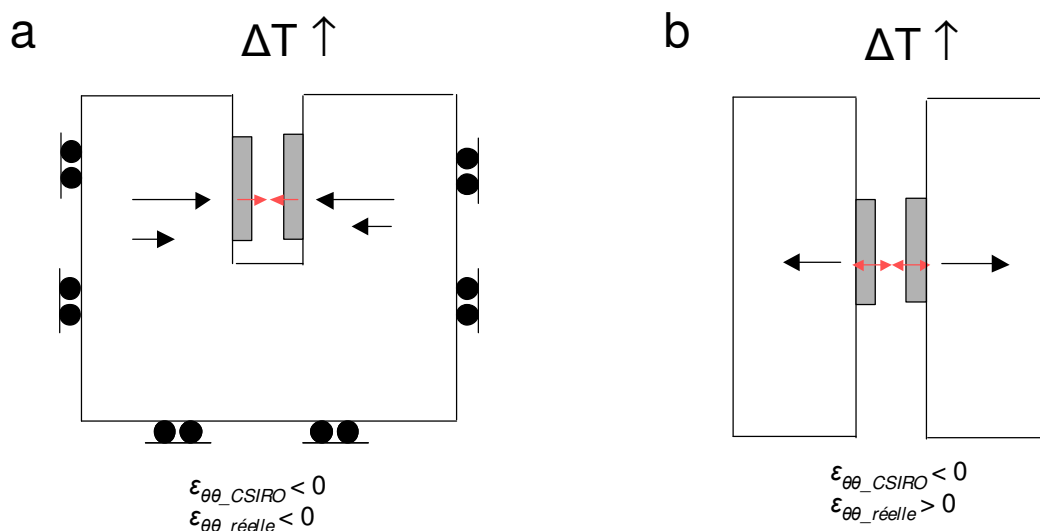 a
ΔT ↑
b
ΔT ↑
εθθ_CSIRO < 0
εθθ_réelle < 0
εθθ_CSIRO < 0
εθθ_réelle > 0